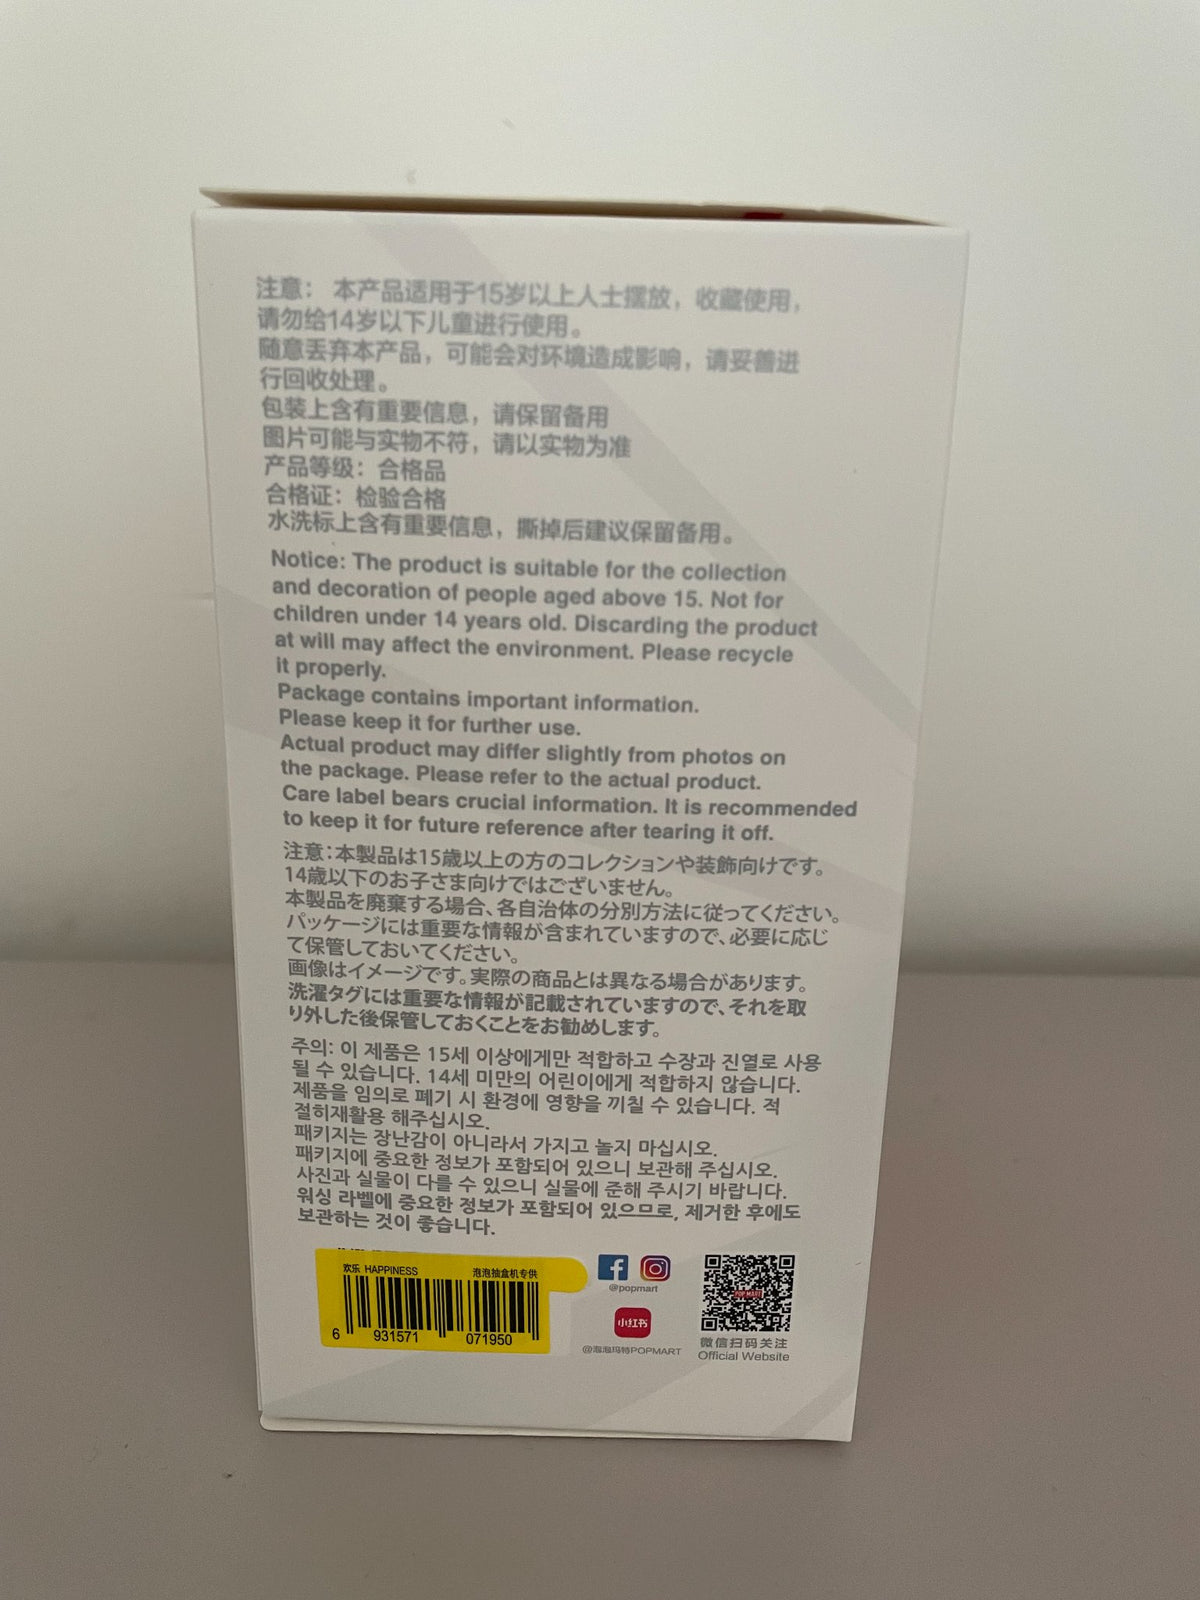 注意： 本产品适用于15岁以上人士摆放，收藏使用，
请勿给14岁以下儿童进行使用。
随意丢弃本产品，可能会对环境造成影响，请妥善进
行回收处理。
包装上含有重要信息，请保留备用
图片可能与实物不符，请以实物为准
产品等级：合格品
合格证：检验合格
水洗标上含有重要信息，撕掉后建议保留备用。
Notice: The product is suitable for the collection
and decoration of people aged above 15. Not for
children under 14 years old. Discarding the product
at will may affect the environment. Please recycle
it properly.
Package contains important information.
Please keep it for further use.
Actual product may differ slightly from photos on
the package. Please refer to the actual product.
Care label bears crucial information. It is recommended
to keep it for future reference after tearing it off.
注意：本製品は15歳以上の方のコレクションや装飾向けです。
14歳以下のお子さま向けではございません。
本製品を廃棄する場合、各自治体の分別方法に従ってください。
パッケージには重要な情報が含まれていますので、必要に応じ
て保管しておいてください。
画像はイメージです。実際の商品とは異なる場合があります。
洗濯タグには重要な情報が記載されていますので、それを取
り外した後保管しておくことをお勧めします。
주의: 이 제품은 15세 이상에게만 적합하고 수장과 진열로 사용
될 수 있습니다. 14세 미만의 어린이에게 적합하지 않습니다.
제품을 임의로 폐기 시 환경에 영향을 끼칠 수 있습니다. 적
절히재활용 해주십시오.
패키지는 장난감이 아니라서 가지고 놀지 마십시오.
패키지에 중요한 정보가 포함되어 있으니 보관해 주십시오.
사진과 실물이 다를 수 있으니 실물에 준해 주시기 바랍니다.
워싱 라벨에 중요한 정보가 포함되어 있으므로, 제거한 후에도
보관하는 것이 좋습니다.
欢乐 HAPPINESS 泡泡抽盒机专供
6 931571 071950
@popmart
小红书
@泡泡玛特POPMART
POP MART
微信扫码关注
Official Website